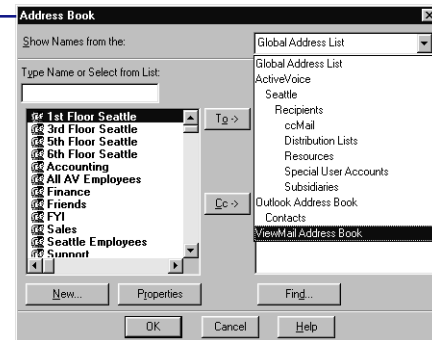 Address Book
Show Names from the:
Global Address List
Type Name or Select from List:
1st Floor Seattle
3rd Floor Seattle
5th Floor Seattle
6th Floor Seattle
Accounting
All AV Employees
Finance
Friends
FYI
Sales
Seattle Employees
Support
To ->
Cc ->
Global Address List
ActiveVoice
Seattle
Recipients
ccMail
Distribution Lists
Resources
Special User Accounts
Subsidiaries
Outlook Address Book
Contacts
ViewMail Address Book
New...
Properties
Find...
OK
Cancel
Help